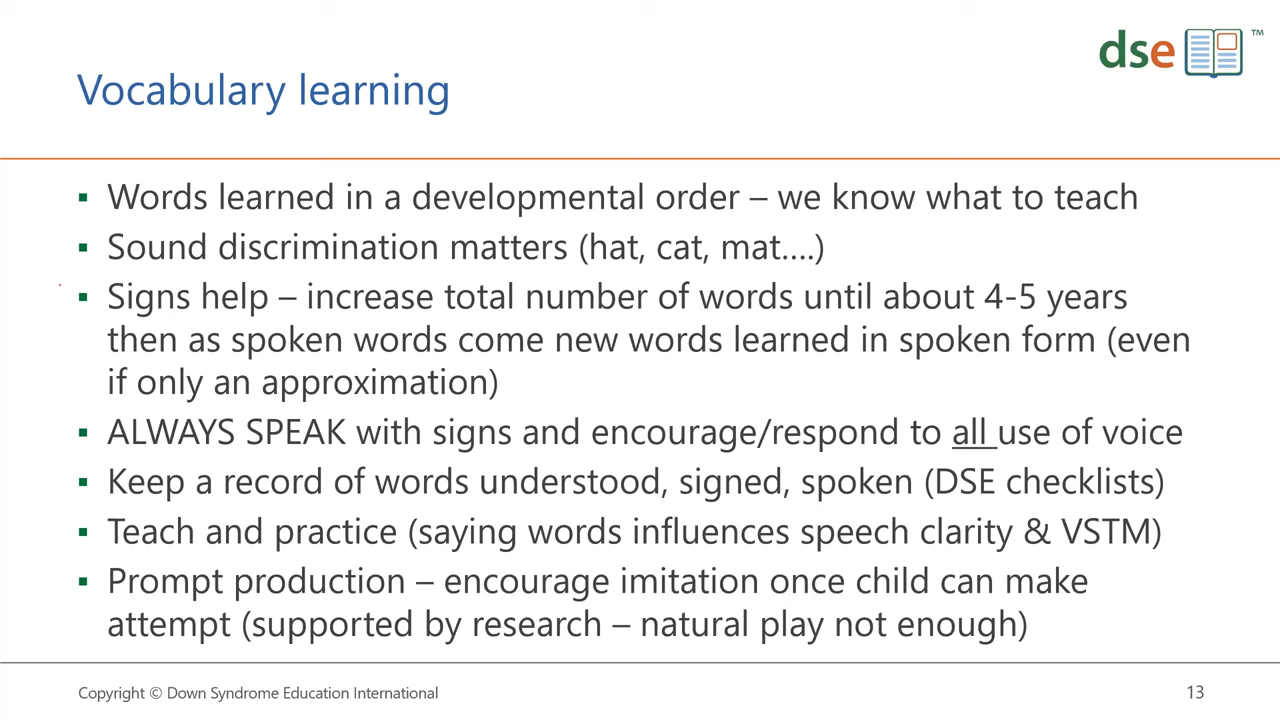 dse ™
Vocabulary learning
▪ Words learned in a developmental order – we know what to teach
▪ Sound discrimination matters (hat, cat, mat....)
▪ Signs help – increase total number of words until about 4-5 years
then as spoken words come new words learned in spoken form (even
if only an approximation)
▪ ALWAYS SPEAK with signs and encourage/respond to all use of voice
▪ Keep a record of words understood, signed, spoken (DSE checklists)
▪ Teach and practice (saying words influences speech clarity & VSTM)
▪ Prompt production – encourage imitation once child can make
attempt (supported by research – natural play not enough)
Copyright © Down Syndrome Education International
13